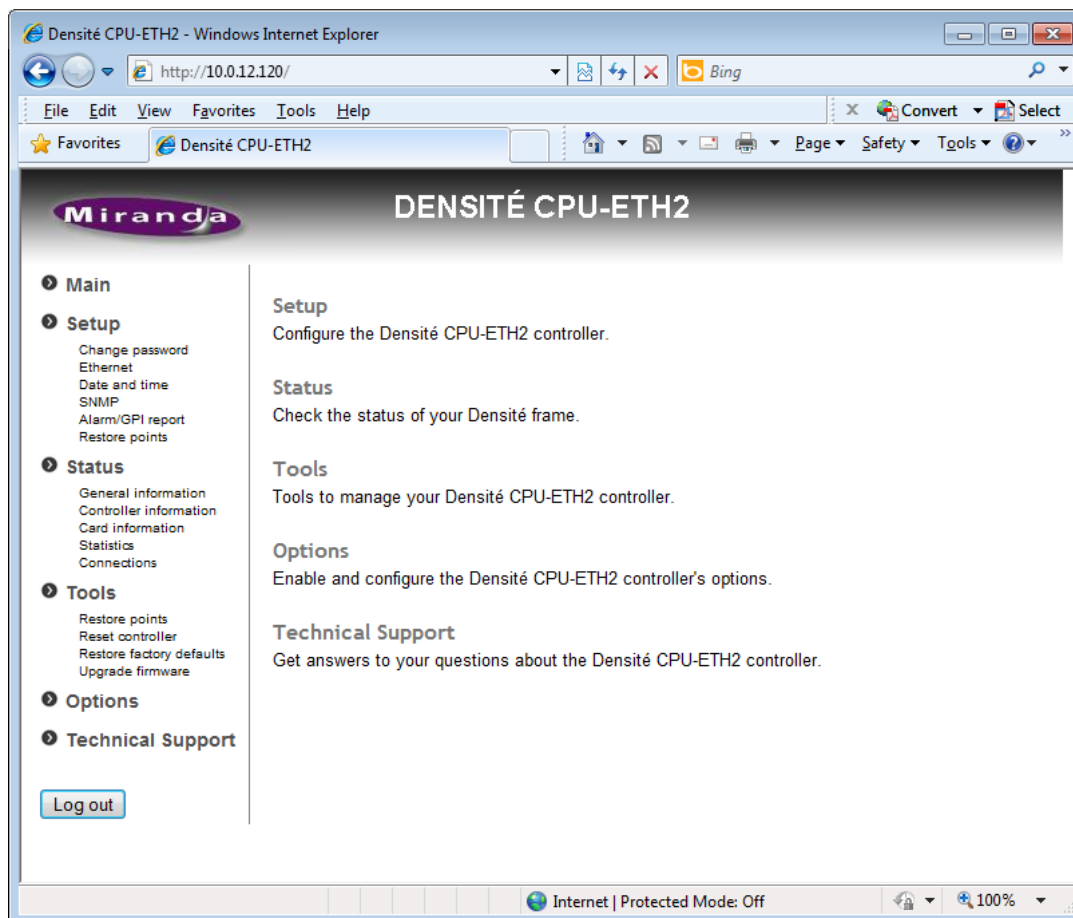 Densité CPU-ETH2 - Windows Internet Explorer
http://10.0.12.120/
Bing
File Edit View Favorites Tools Help
Convert Select
Favorites Densité CPU-ETH2
Page Safety Tools »
Miranda
DENSITÉ CPU-ETH2
Main
Setup
Change password
Ethernet
Date and time
SNMP
Alarm/GPI report
Restore points
Status
General information
Controller information
Card information
Statistics
Connections
Tools
Restore points
Reset controller
Restore factory defaults
Upgrade firmware
Options
Technical Support
Log out
Setup
Configure the Densité CPU-ETH2 controller.
Status
Check the status of your Densité frame.
Tools
Tools to manage your Densité CPU-ETH2 controller.
Options
Enable and configure the Densité CPU-ETH2 controller's options.
Technical Support
Get answers to your questions about the Densité CPU-ETH2 controller.
Internet | Protected Mode: Off
100%